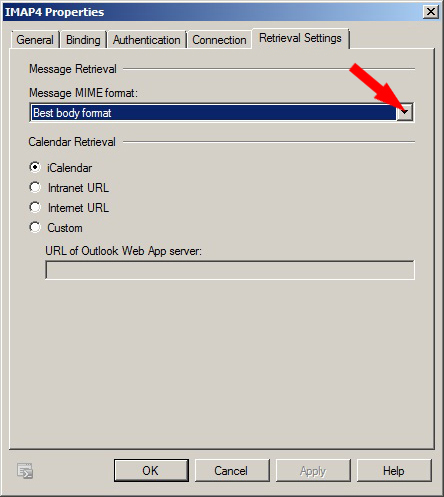 IMAP4 Properties
General Binding Authentication Connection Retrieval Settings
Message Retrieval
Message MIME format:
Best body format
Calendar Retrieval
iCalendar
Intranet URL
Internet URL
Custom
URL of Outlook Web App server:
OK Cancel Apply Help